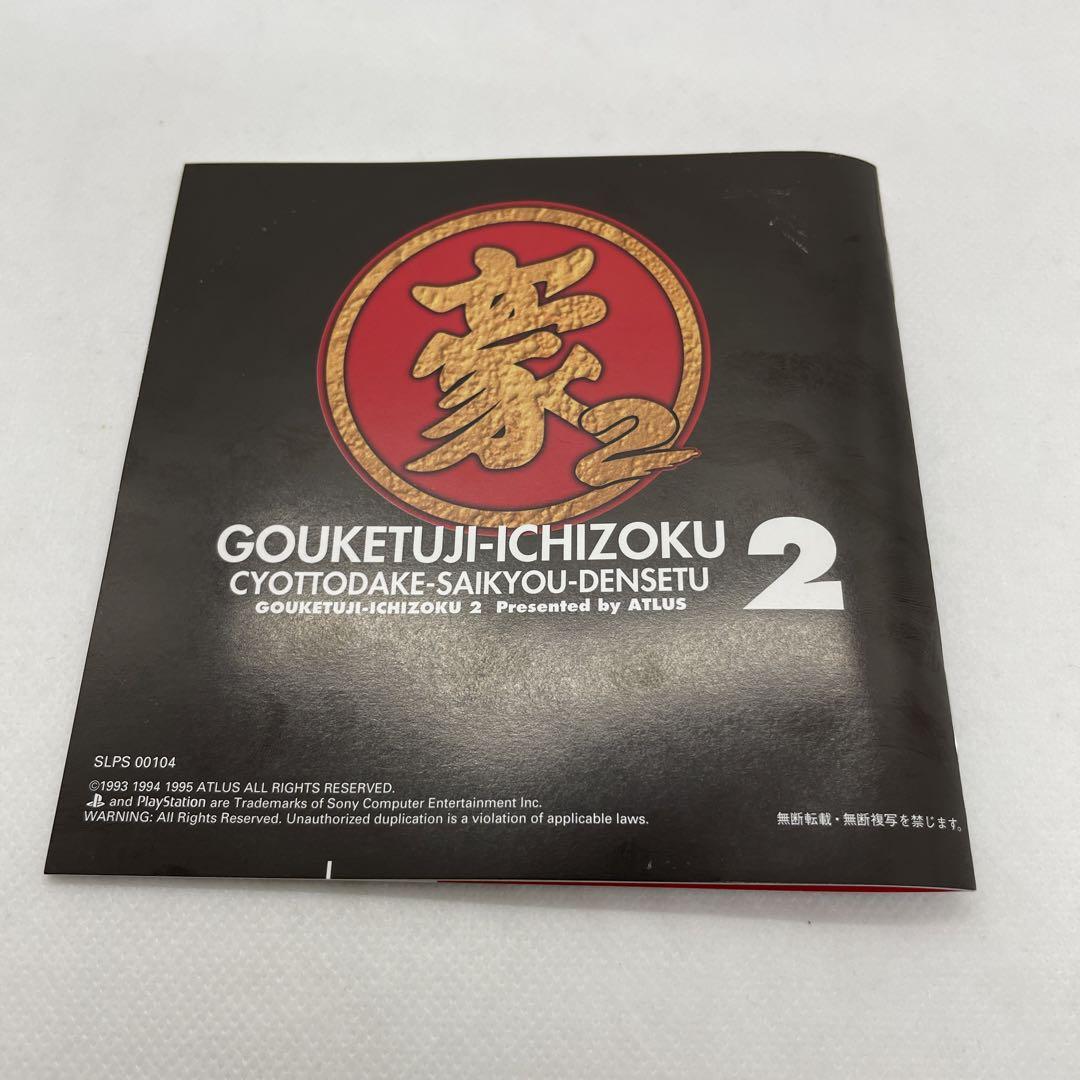 豪2
GOUKETUJI-ICHIZOKU 2
CYOTTODAKE-SAIKYOU-DENSETU
GOUKETUJI-ICHIZOKU 2 Presented by ATLUS
SLPS 00104
©1993 1994 1995 ATLUS ALL RIGHTS RESERVED.
and PlayStation are Trademarks of Sony Computer Entertainment Inc.
WARNING: All Rights Reserved. Unauthorized duplication is a violation of applicable laws.
無断転載・無断複写を禁じます。